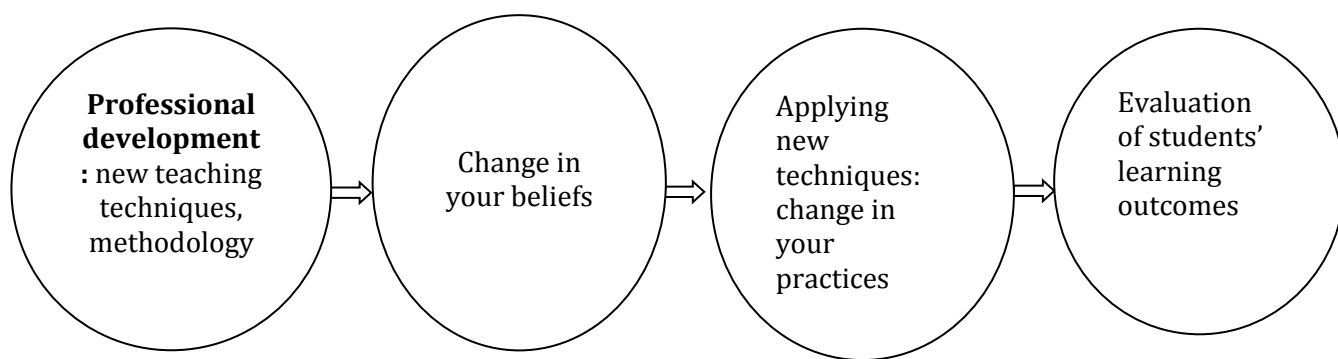 Professional
development
: new teaching
techniques,
methodology
Change in
your beliefs
Applying
new
techniques:
change in
your
practices
Evaluation
of students’
learning
outcomes